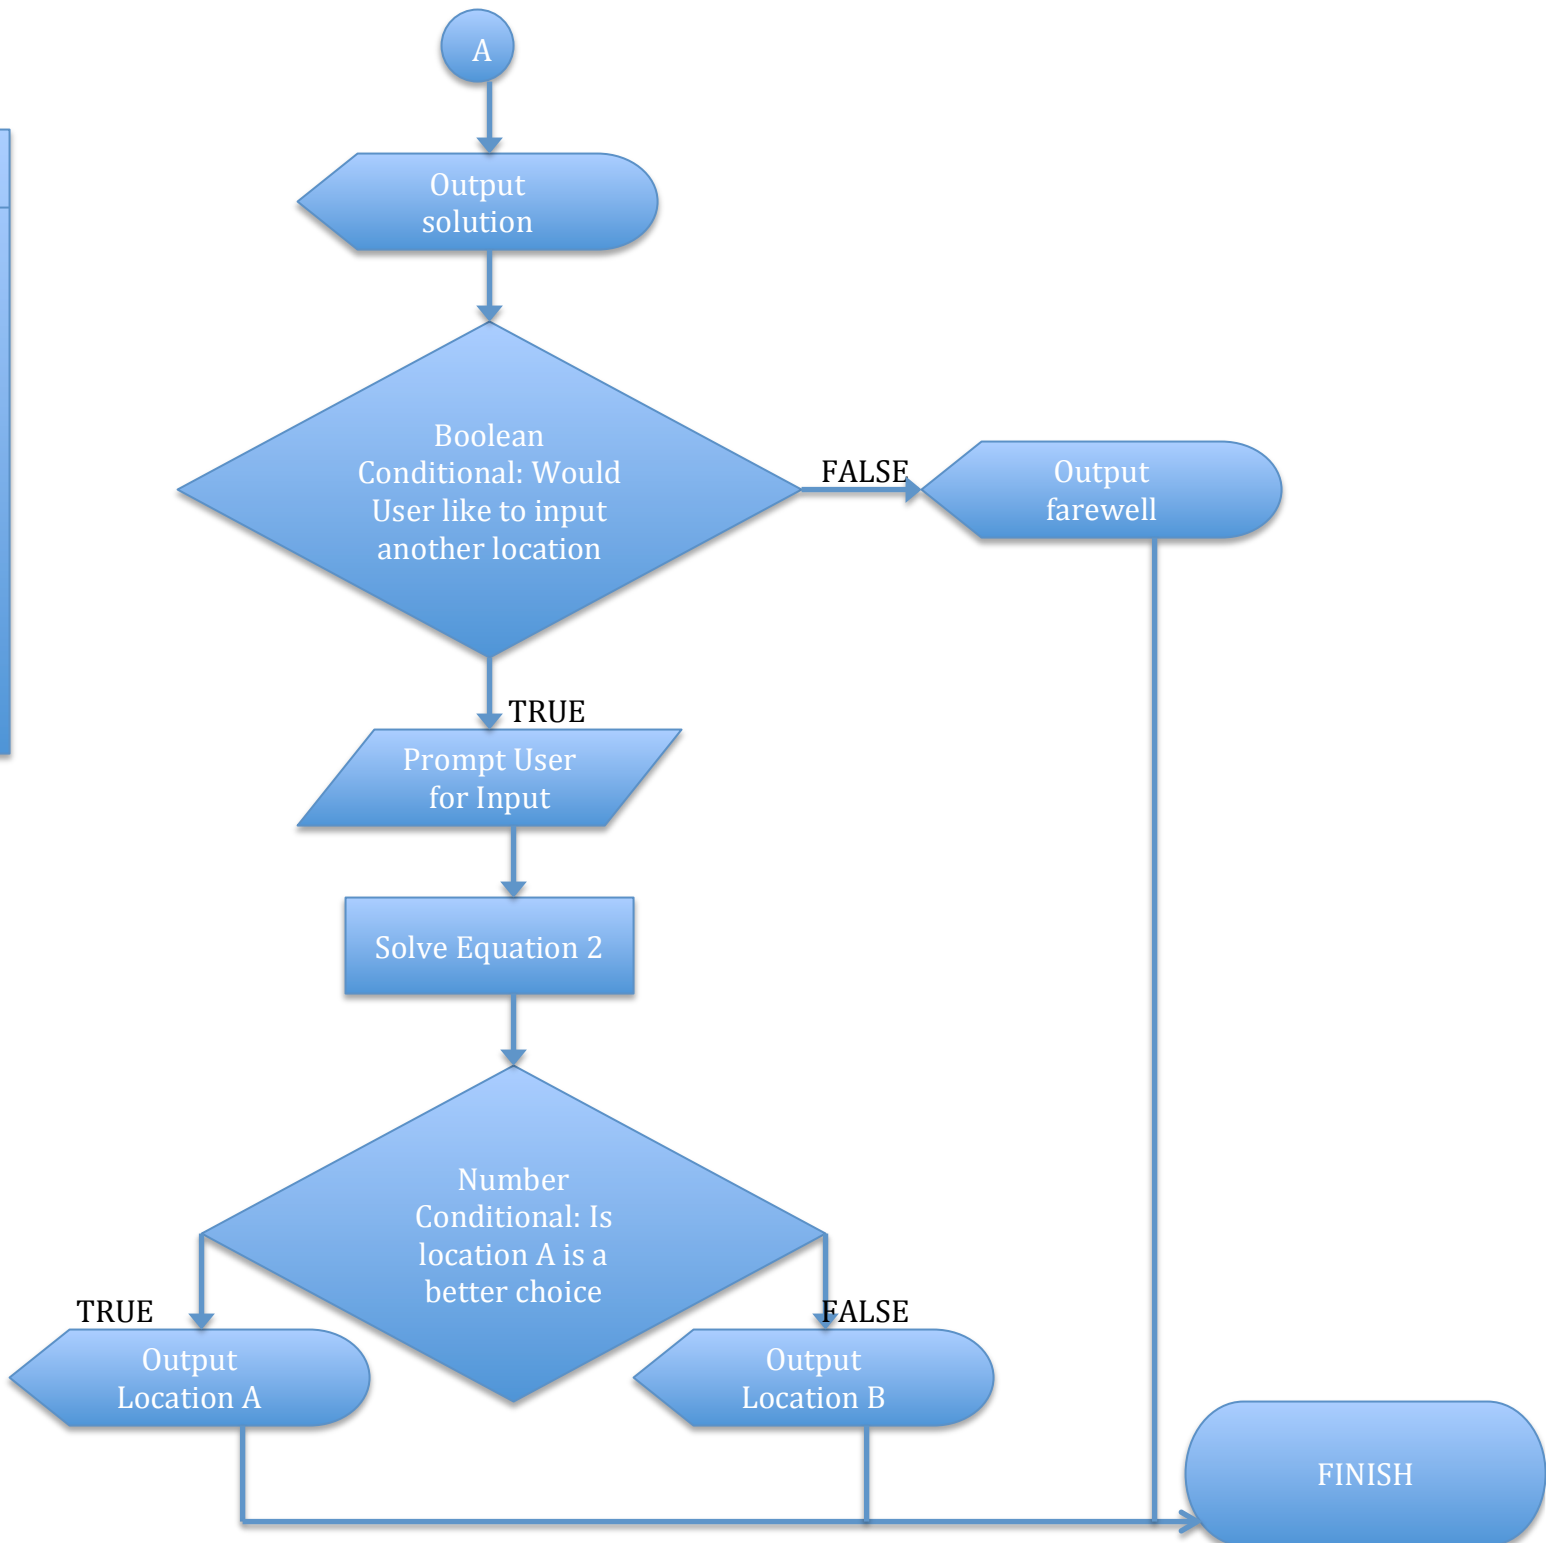 A
Output
solution
Boolean
Conditional: Would
User like to input
another location
FALSE
Output
farewell
TRUE
Prompt User
for Input
Solve Equation 2
Number
Conditional: Is
location A is a
better choice
TRUE
FALSE
Output
Location A
Output
Location B
FINISH